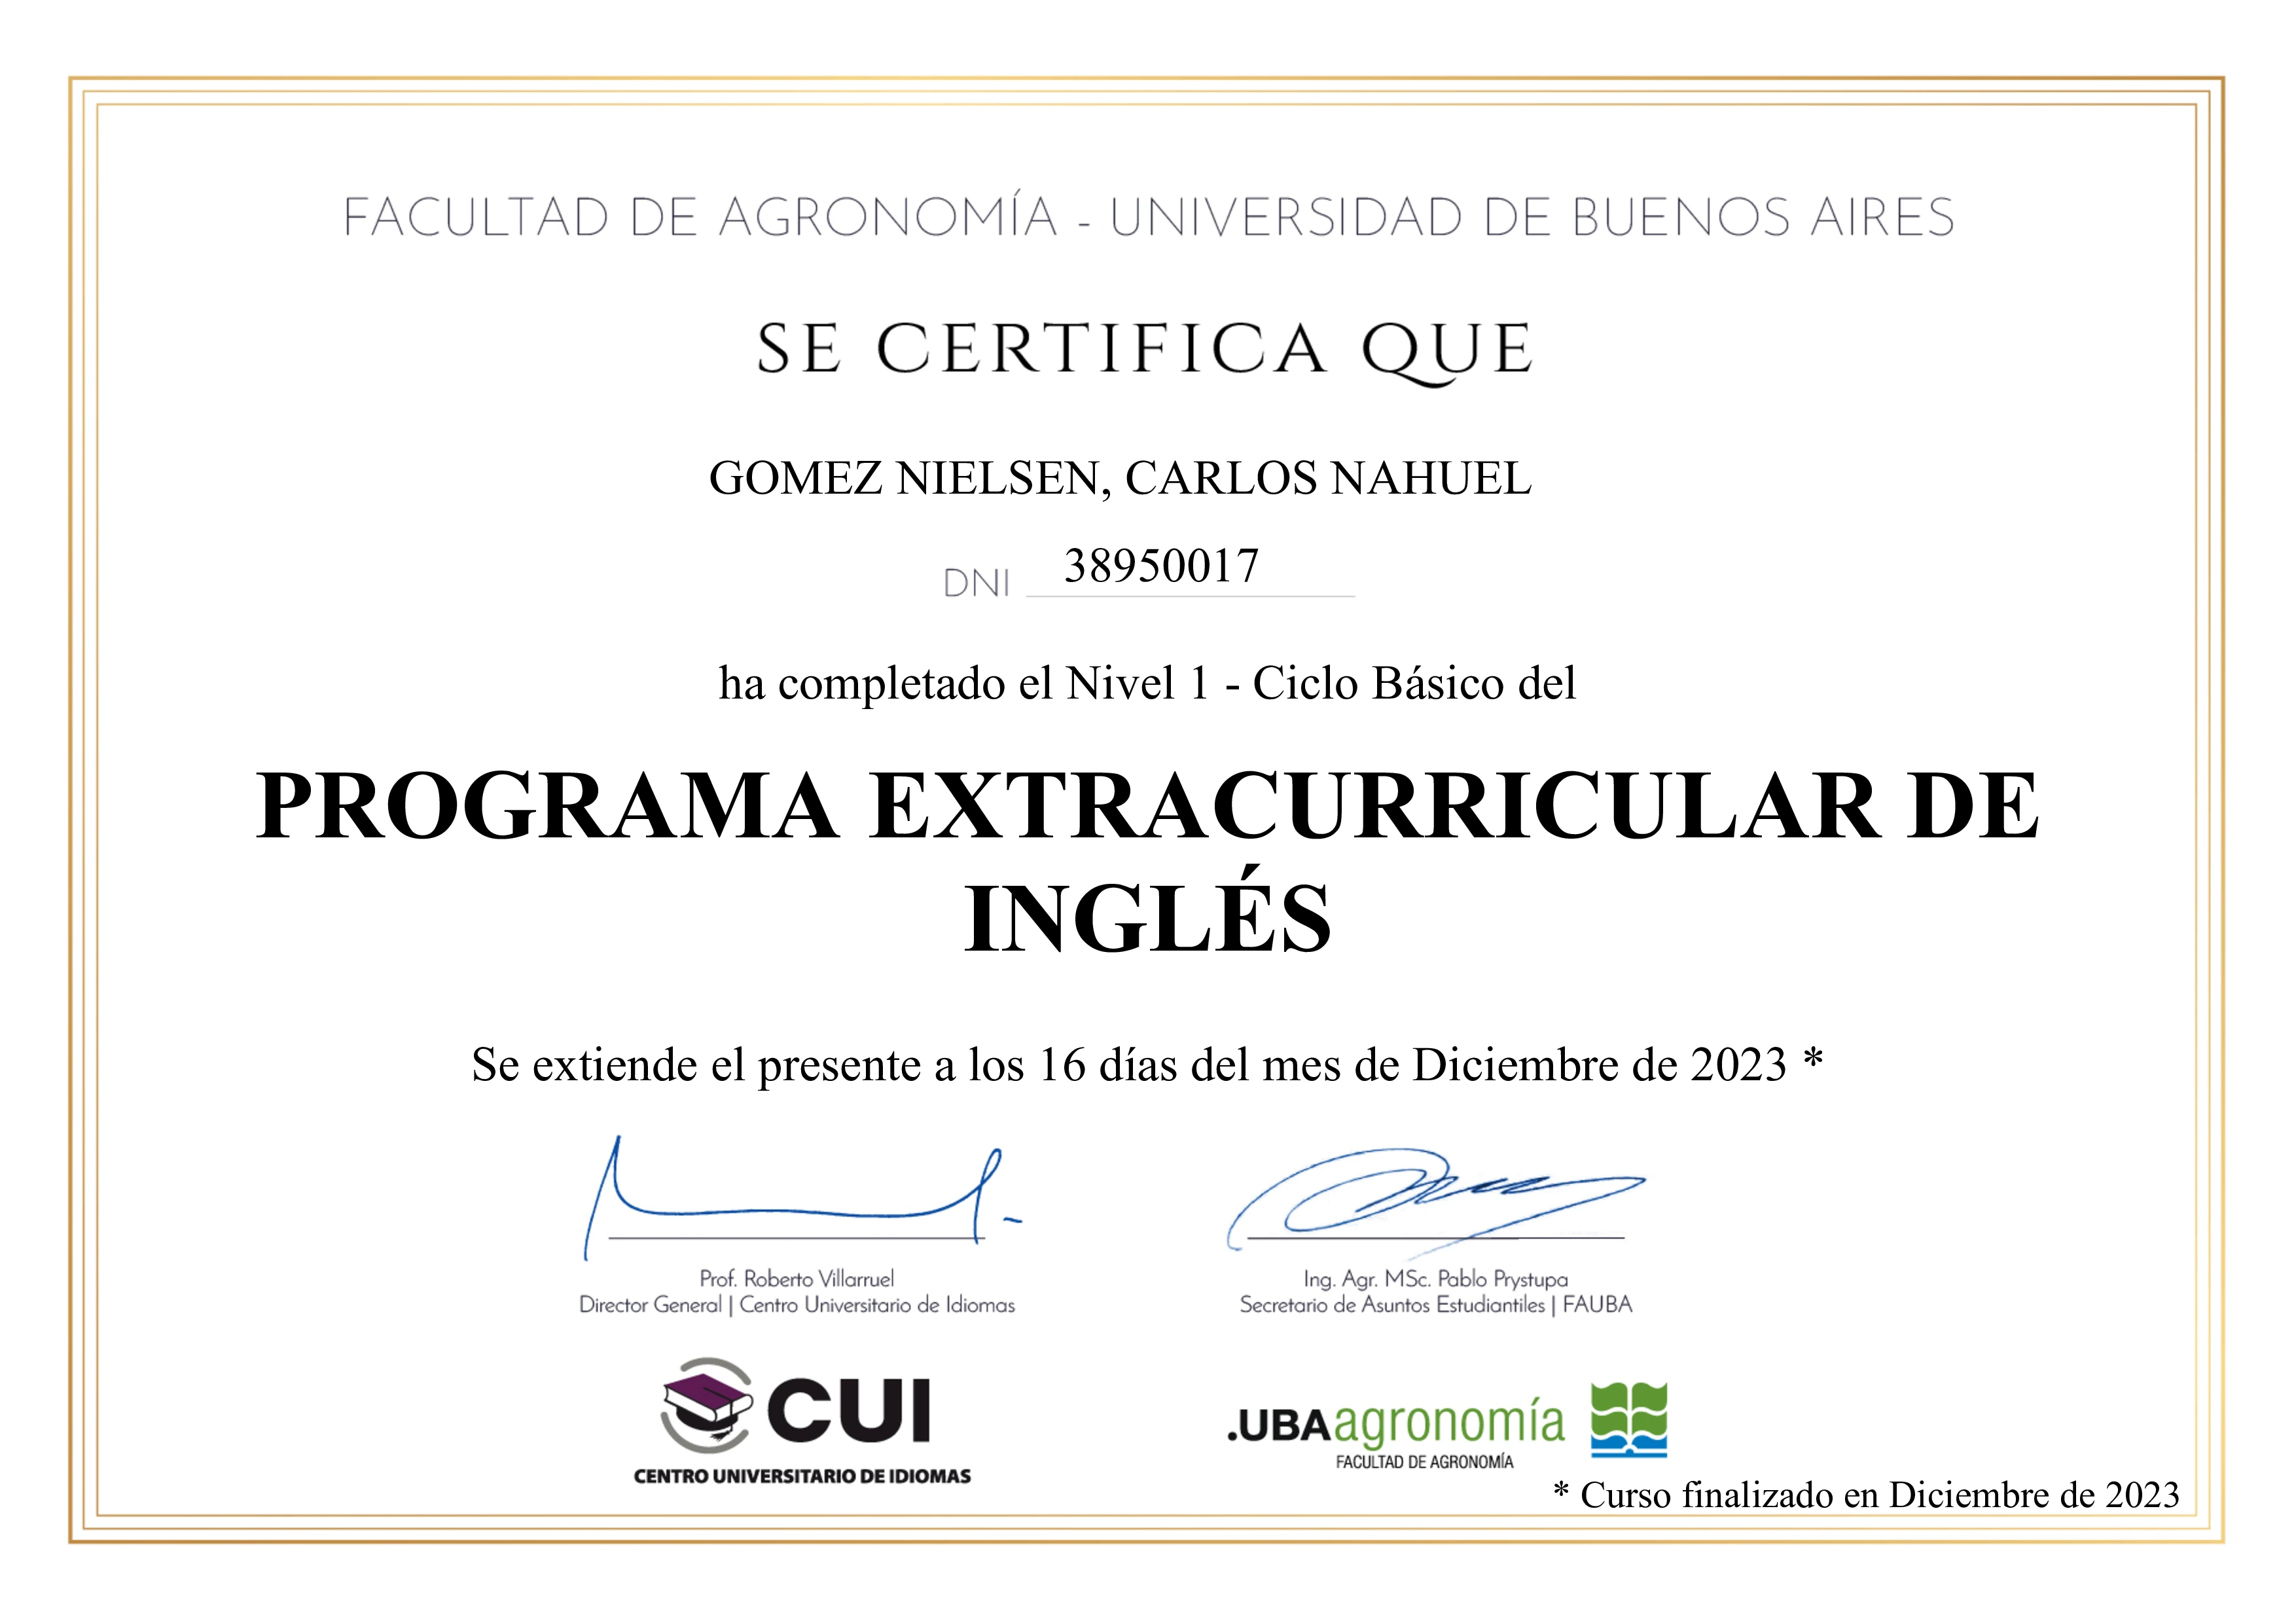 FACULTAD DE AGRONOMÍA - UNIVERSIDAD DE BUENOS AIRES
SE CERTIFICA QUE
GOMEZ NIELSEN, CARLOS NAHUEL
DNI 38950017
ha completado el Nivel 1 - Ciclo Básico del
PROGRAMA EXTRACURRICULAR DE
INGLÉS
Se extiende el presente a los 16 días del mes de Diciembre de 2023 *
Prof. Roberto Villarruel
Director General | Centro Universitario de Idiomas
Ing. Agr. MSc. Pablo Prystupa
Secretario de Asuntos Estudiantiles | FAUBA
CUI
CENTRO UNIVERSITARIO DE IDIOMAS
.UBAagronomía
FACULTAD DE AGRONOMÍA
* Curso finalizado en Diciembre de 2023